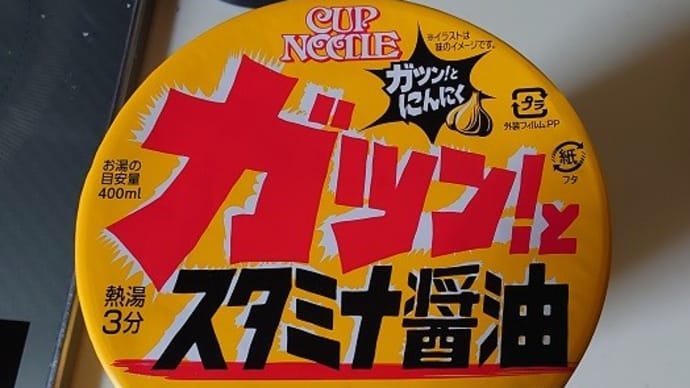 CUP
NOODLE
※イラストは
味のイメージです。
ガツン!と
にんにく
プラ
外装フィルム:PP
紙
フタ
お湯の
目安量
400ml
ガツン!と
熱湯
3分
スタミナ醤油